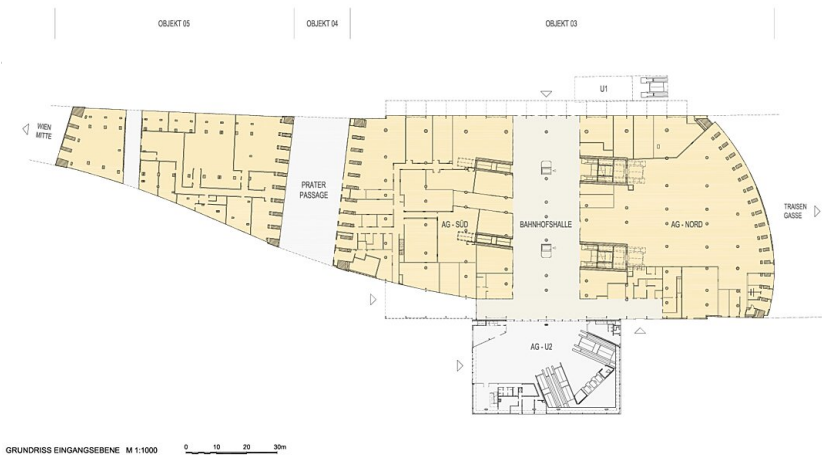 OBJEKT 05
OBJEKT 04
OBJEKT 03
U1
WIEN
MITTE
PRATER
PASSAGE
AG - SÜD
BAHNHOFSHALLE
AG - NORD
TRAISEN
GASSE
AG - U2
GRUNDRISS EINGANGSEBENE M 1:1000
0 10 20 30m